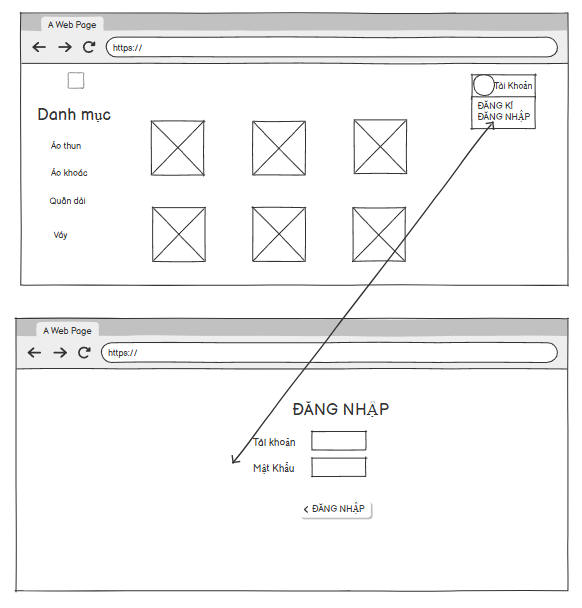 A Web Page
https://
Tài Khoản
ĐĂNG KÍ
ĐĂNG NHẬP
Danh mục
Áo thun
Áo khoác
Quần dài
Váy
A Web Page
https://
ĐĂNG NHẬP
Tài khoản
Mật Khẩu
ĐĂNG NHẬP